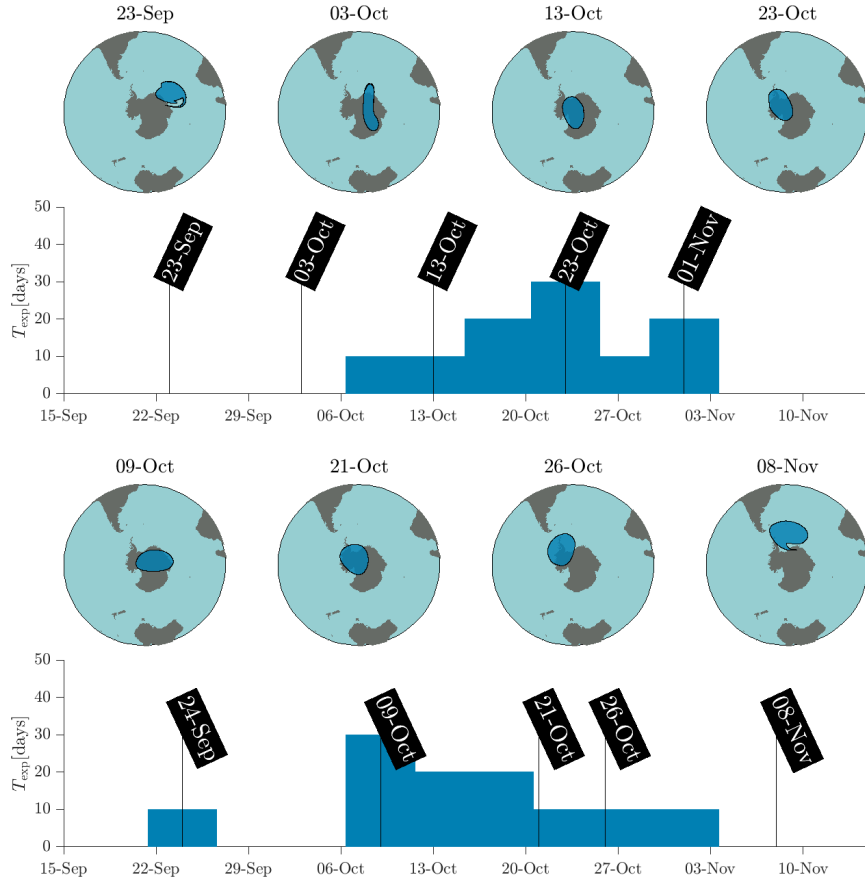 23-Sep 03-Oct 13-Oct 23-Oct
50
40
30
20
10
0
T_exp[days]
23-Sep
03-Oct
13-Oct
23-Oct
01-Nov
15-Sep 22-Sep 29-Sep 06-Oct 13-Oct 20-Oct 27-Oct 03-Nov 10-Nov
09-Oct 21-Oct 26-Oct 08-Nov
50
40
30
20
10
0
T_exp[days]
24-Sep
09-Oct
21-Oct
26-Oct
08-Nov
15-Sep 22-Sep 29-Sep 06-Oct 13-Oct 20-Oct 27-Oct 03-Nov 10-Nov